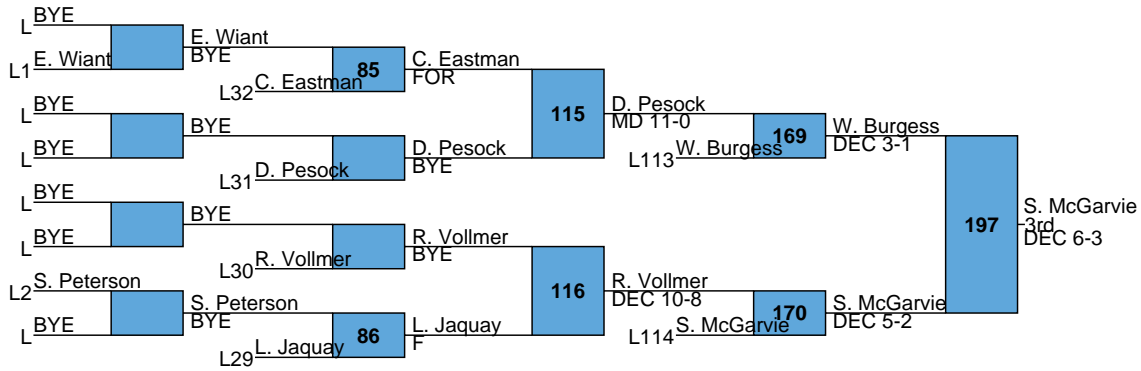 L BYE
L1 E. Wiant
E. Wiant
BYE
L32 C. Eastman
85
C. Eastman
FOR
L BYE
L BYE
BYE
L31 D. Pesock
D. Pesock
BYE
115
D. Pesock
MD 11-0
L113 W. Burgess
169
W. Burgess
DEC 3-1
L BYE
L BYE
BYE
L30 R. Vollmer
R. Vollmer
BYE
L2 S. Peterson
L BYE
S. Peterson
BYE
L29 L. Jaquay
86
L. Jaquay
F
116
R. Vollmer
DEC 10-8
L114 S. McGarvie
170
S. McGarvie
DEC 5-2
197
S. McGarvie
3rd
DEC 6-3